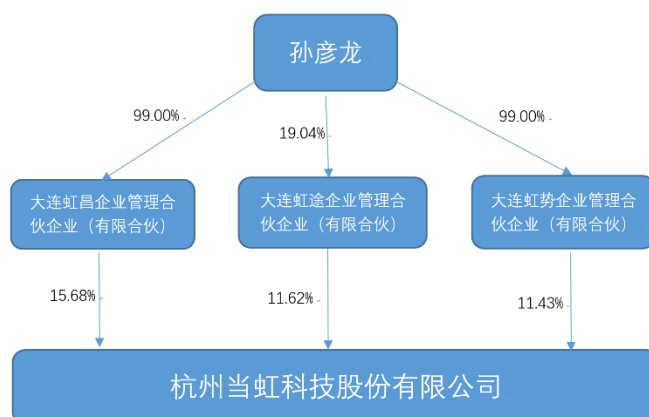 孙彦龙
99.00%
19.04%
99.00%
大连虹昌企业管理合
伙企业（有限合伙）
大连虹途企业管理合
伙企业（有限合伙）
大连虹势企业管理合
伙企业（有限合伙）
15.68%
11.62%
11.43%
杭州当虹科技股份有限公司